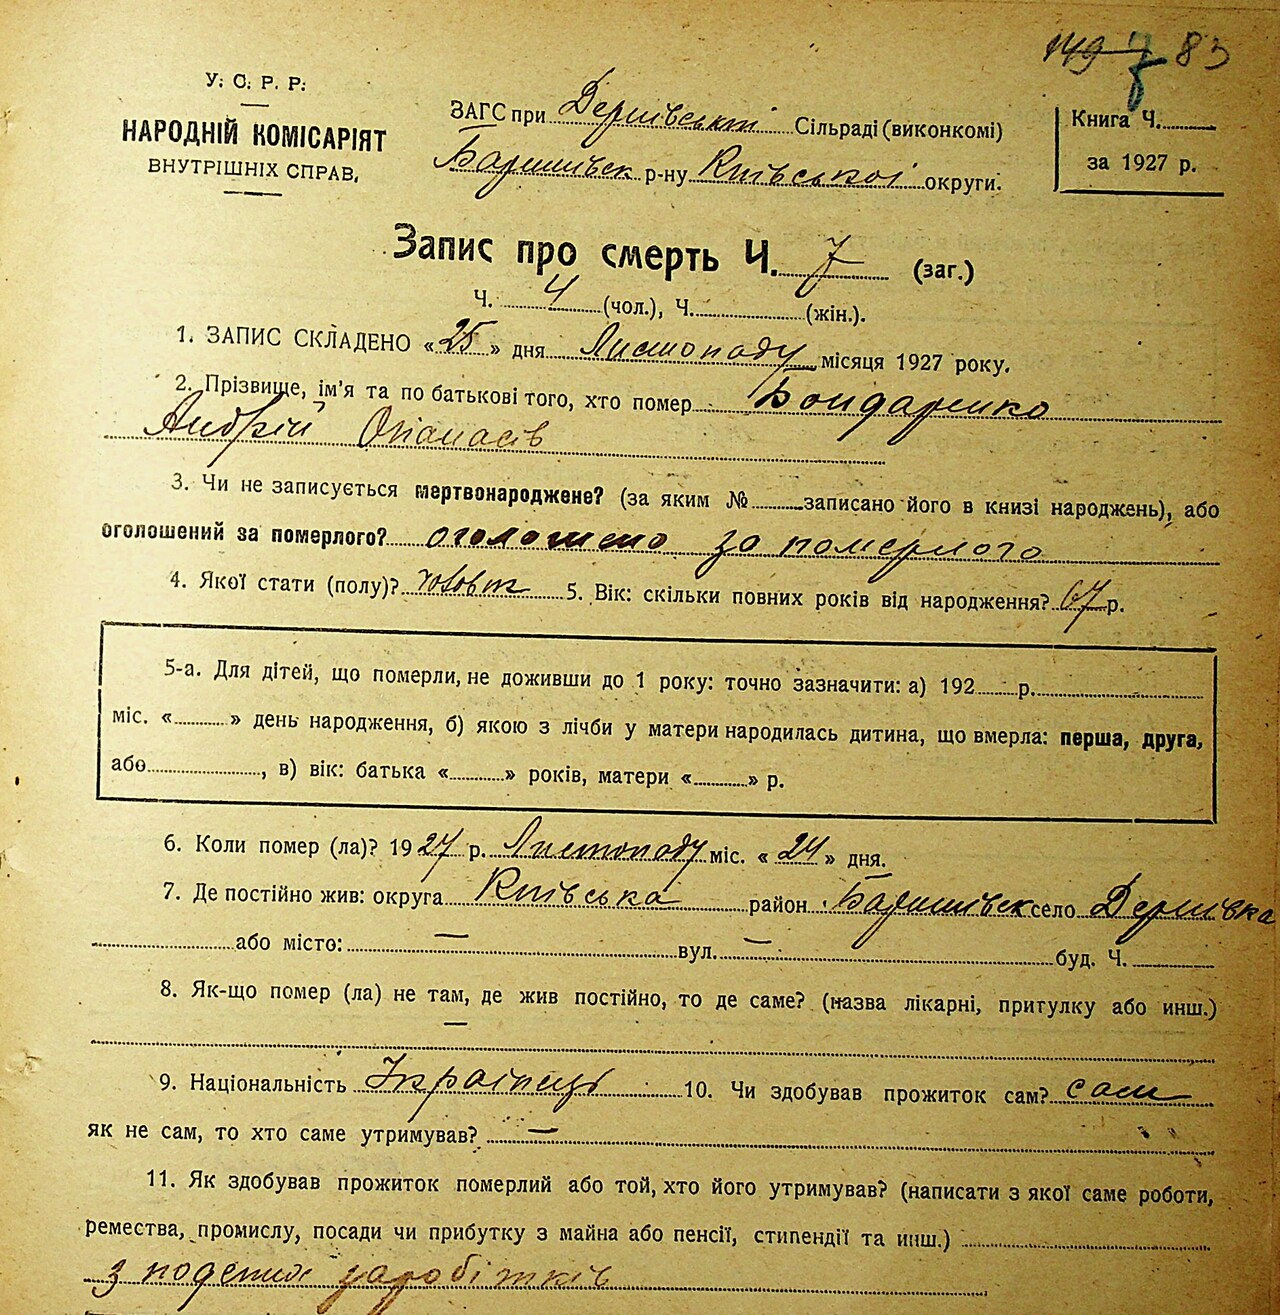 149 7 83
У. С. Р. Р.
НАРОДНІЙ КОМІСАРІЯТ
ВНУТРІШНІХ СПРАВ.
ЗАГС при Дернівській Сільраді (виконкомі)
Баришівськ р-ну Київської округи.
Книга Ч.
за 1927 р.
Запис про смерть Ч. 7 (заг.)
Ч. 4 (чол.), Ч. (жін.).
1. ЗАПИС СКЛАДЕНО «25» дня Листопаду місяця 1927 року.
2. Прізвище, ім'я та по батькові того, хто помер Бондаренко
Андрій Опанасів
3. Чи не записується мертвонароджене? (за яким № записано його в книзі народжень), або
оголошений за померлого? оголошено за померлого
4. Якої стати (полу)? 5. Вік: скільки повних років від народження? 67 р.
5-а. Для дітей, що померли, не доживши до 1 року: точно зазначити: а) 192 р.
міс. « » день народження, б) якою з лічби у матери народилась дитина, що вмерла: перша, друга,
або , в) вік: батька « » років, матери « » р.
6. Коли помер (ла)? 1927 р. Листопаду міс. «24» дня.
7. Де постійно жив: округа Київська район Баришівськ село Дернівка
або місто: — вул. — буд. Ч.
8. Як-що помер (ла) не там, де жив постійно, то де саме? (назва лікарні, притулку або инш.)
—
9. Національність Українець 10. Чи здобував прожиток сам? сам
як не сам, то хто саме утримував? —
11. Як здобував прожиток померлий або той, хто його утримував? (написати з якої саме роботи,
ремества, промислу, посади чи прибутку з майна або пенсії, стипендії та инш.)
з поденних заробітків